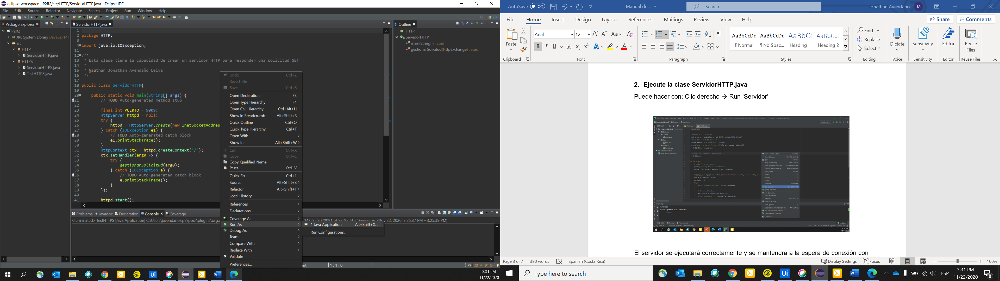 eclipse-workspace - P2R2/src/HTTP/ServidorHTTP.java - Eclipse IDE
File Edit Source Refactor Navigate Search Project Run Window Help
Package Explorer
P2R2
JRE System Library [JavaSE-14]
src
HTTP
ServidorHTTP.java
HTTPS
ServidorHTTPS.java
TestHTTPS.java
ServidorHTTP.java
1
2 package HTTP;
3
4 import java.io.IOException;
11
12 /**
13 * Esta clase tiene la capacidad de crear un servidor HTTP para responder una solicitud GET
14 *
15 * @author Jonathan Avendaño Leiva
16 */
17
18 public class ServidorHTTP{
19
20 public static void main(String[] args) {
21 // TODO Auto-generated method stub
22
23 final int PUERTO = 9009;
24 HttpServer httpd = null;
25 try {
26 httpd = HttpServer.create(new InetSocketAddres
27 } catch (IOException e1) {
28 // TODO Auto-generated catch block
29 e1.printStackTrace();
30 }
31 HttpContext ctx = httpd.createContext("/");
32 ctx.setHandler(arg0 -> {
33 try {
34 gestionarSolicitud(arg0);
35 } catch (IOException e) {
36 // TODO Auto-generated catch block
37 e.printStackTrace();
38 }
39 });
40
41 httpd.start();
Undo Ctrl+Z
Revert File
Save Ctrl+S
Open Declaration F3
Open Type Hierarchy F4
Open Call Hierarchy Ctrl+Alt+H
Show in Breadcrumb Alt+Shift+B
Quick Outline Ctrl+O
Quick Type Hierarchy Ctrl+T
Open With
Show In Alt+Shift+W
Cut Ctrl+X
Copy Ctrl+C
Copy Qualified Name
Paste Ctrl+V
Quick Fix Ctrl+1
Source Alt+Shift+S
Refactor Alt+Shift+T
Local History
References
Declarations
Coverage As
Run As
Debug As
Team
Compare With
Replace With
Validate
Preferences...
1 Java Application Alt+Shift+X, J
Run Configurations...
Outline
HTTP
ServidorHTTP
main(String[]) : void
gestionarSolicitud(HttpExchange) : void
Problems Javadoc Declaration Console Coverage
<terminated> TestHTTPS [Java Application] C:\Users\javendano\.p2\pool\plugins\org.e
14.0.2.v20200815-0932\jre\bin\javaw.exe (Nov 22, 2020, 3:25:37 PM – 3:25:39 PM)
ert 1 : 1 : 0
3:31 PM
11/22/2020
AutoSave Off Manual de... Search Jonathan Avendano JA
File Home Insert Design Layout References Mailings Review View Help Share Comments
Paste
Clipboard
Arial 12
Font
Paragraph
AaBbCcDc AaBbCcDc AaBbCc AaBbCcE
¶ Normal ¶ No Spac... Heading 1 Heading 2
Styles
Find
Replace
Select
Editing
Dictate
Voice
Sensitivity
Sensitivity
Editor
Editor
Reuse Files
Reuse Files
2. Ejecute la clase ServidorHTTP.java
Puede hacer con: Clic derecho → Run ‘Servidor’
El servidor se ejecutará correctamente y se mantendrá a la espera de conexión con
Page 3 of 7 390 words Spanish (Costa Rica) Display Settings Focus 100%
Type here to search
ESP
3:31 PM
11/22/2020
8